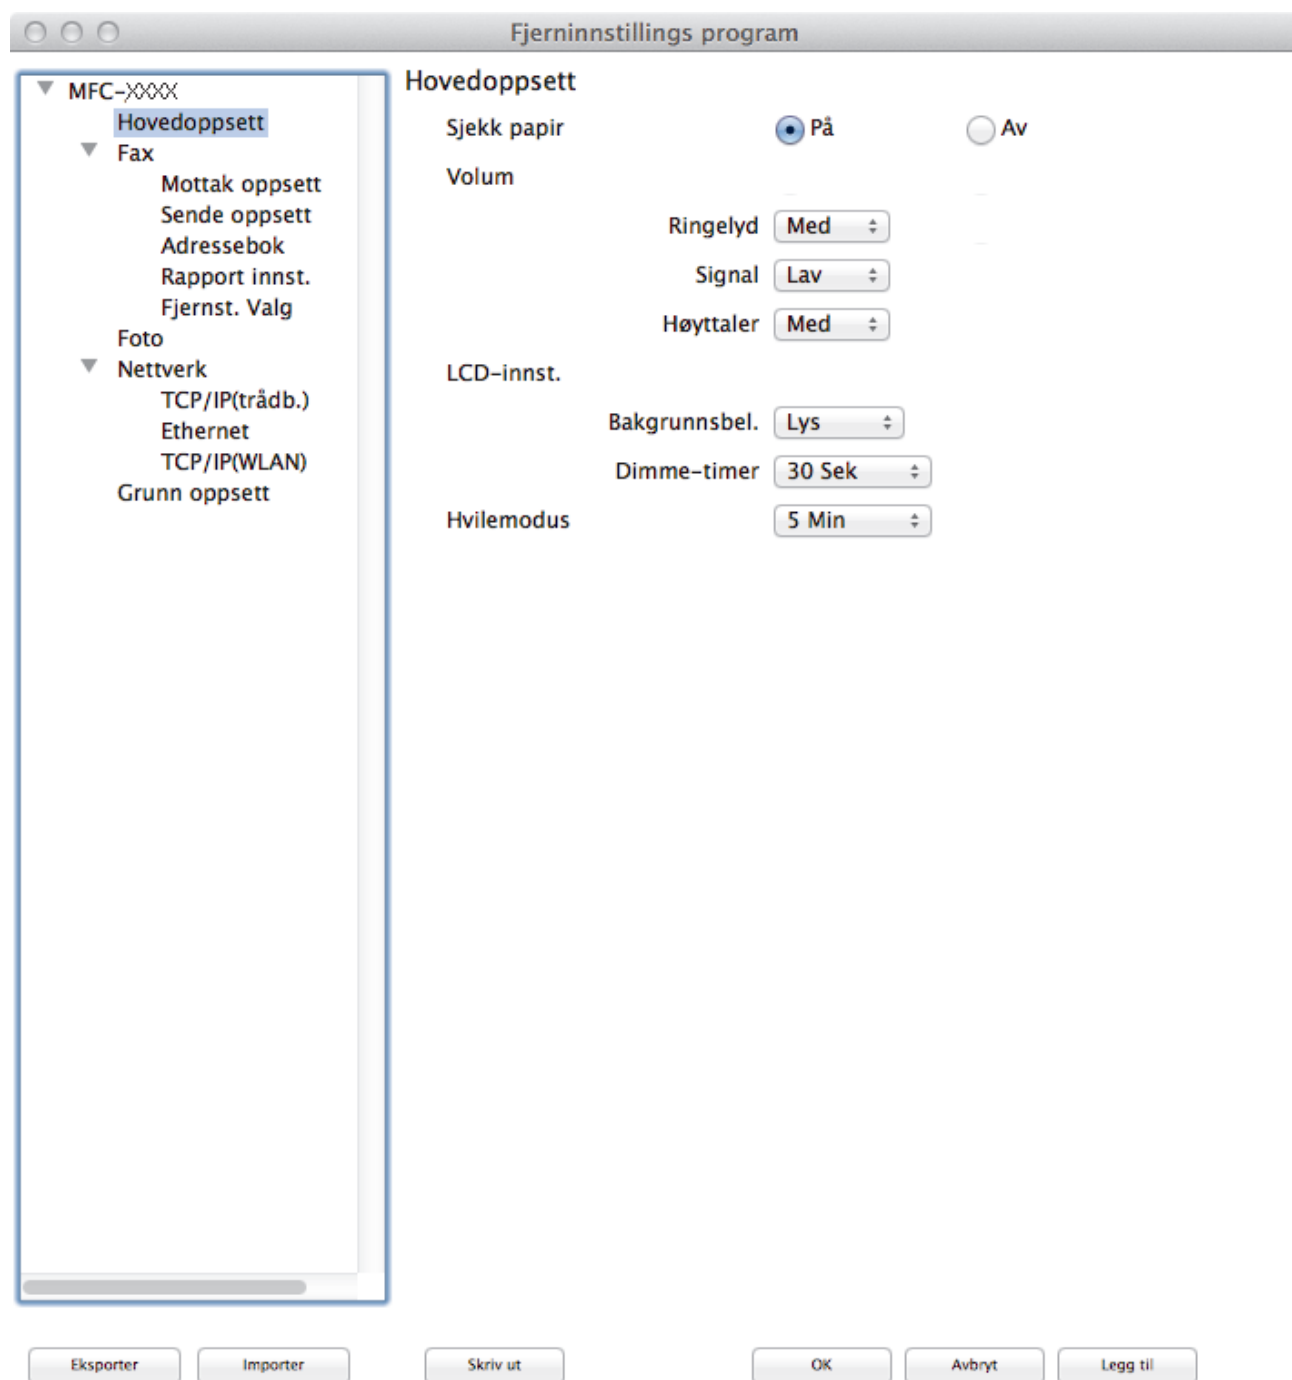 Fjerninnstillings program
MFC-XXXX
Hovedoppsett
Fax
Mottak oppsett
Sende oppsett
Adressebok
Rapport innst.
Fjernst. Valg
Foto
Nettverk
TCP/IP(trådb.)
Ethernet
TCP/IP(WLAN)
Grunn oppsett
Hovedoppsett
Sjekk papir På Av
Volum
Ringelyd Med
Signal Lav
Høyttaler Med
LCD-innst.
Bakgrunnsbel. Lys
Dimme-timer 30 Sek
Hvilemodus 5 Min
Eksporter Importer Skriv ut OK Avbryt Legg til